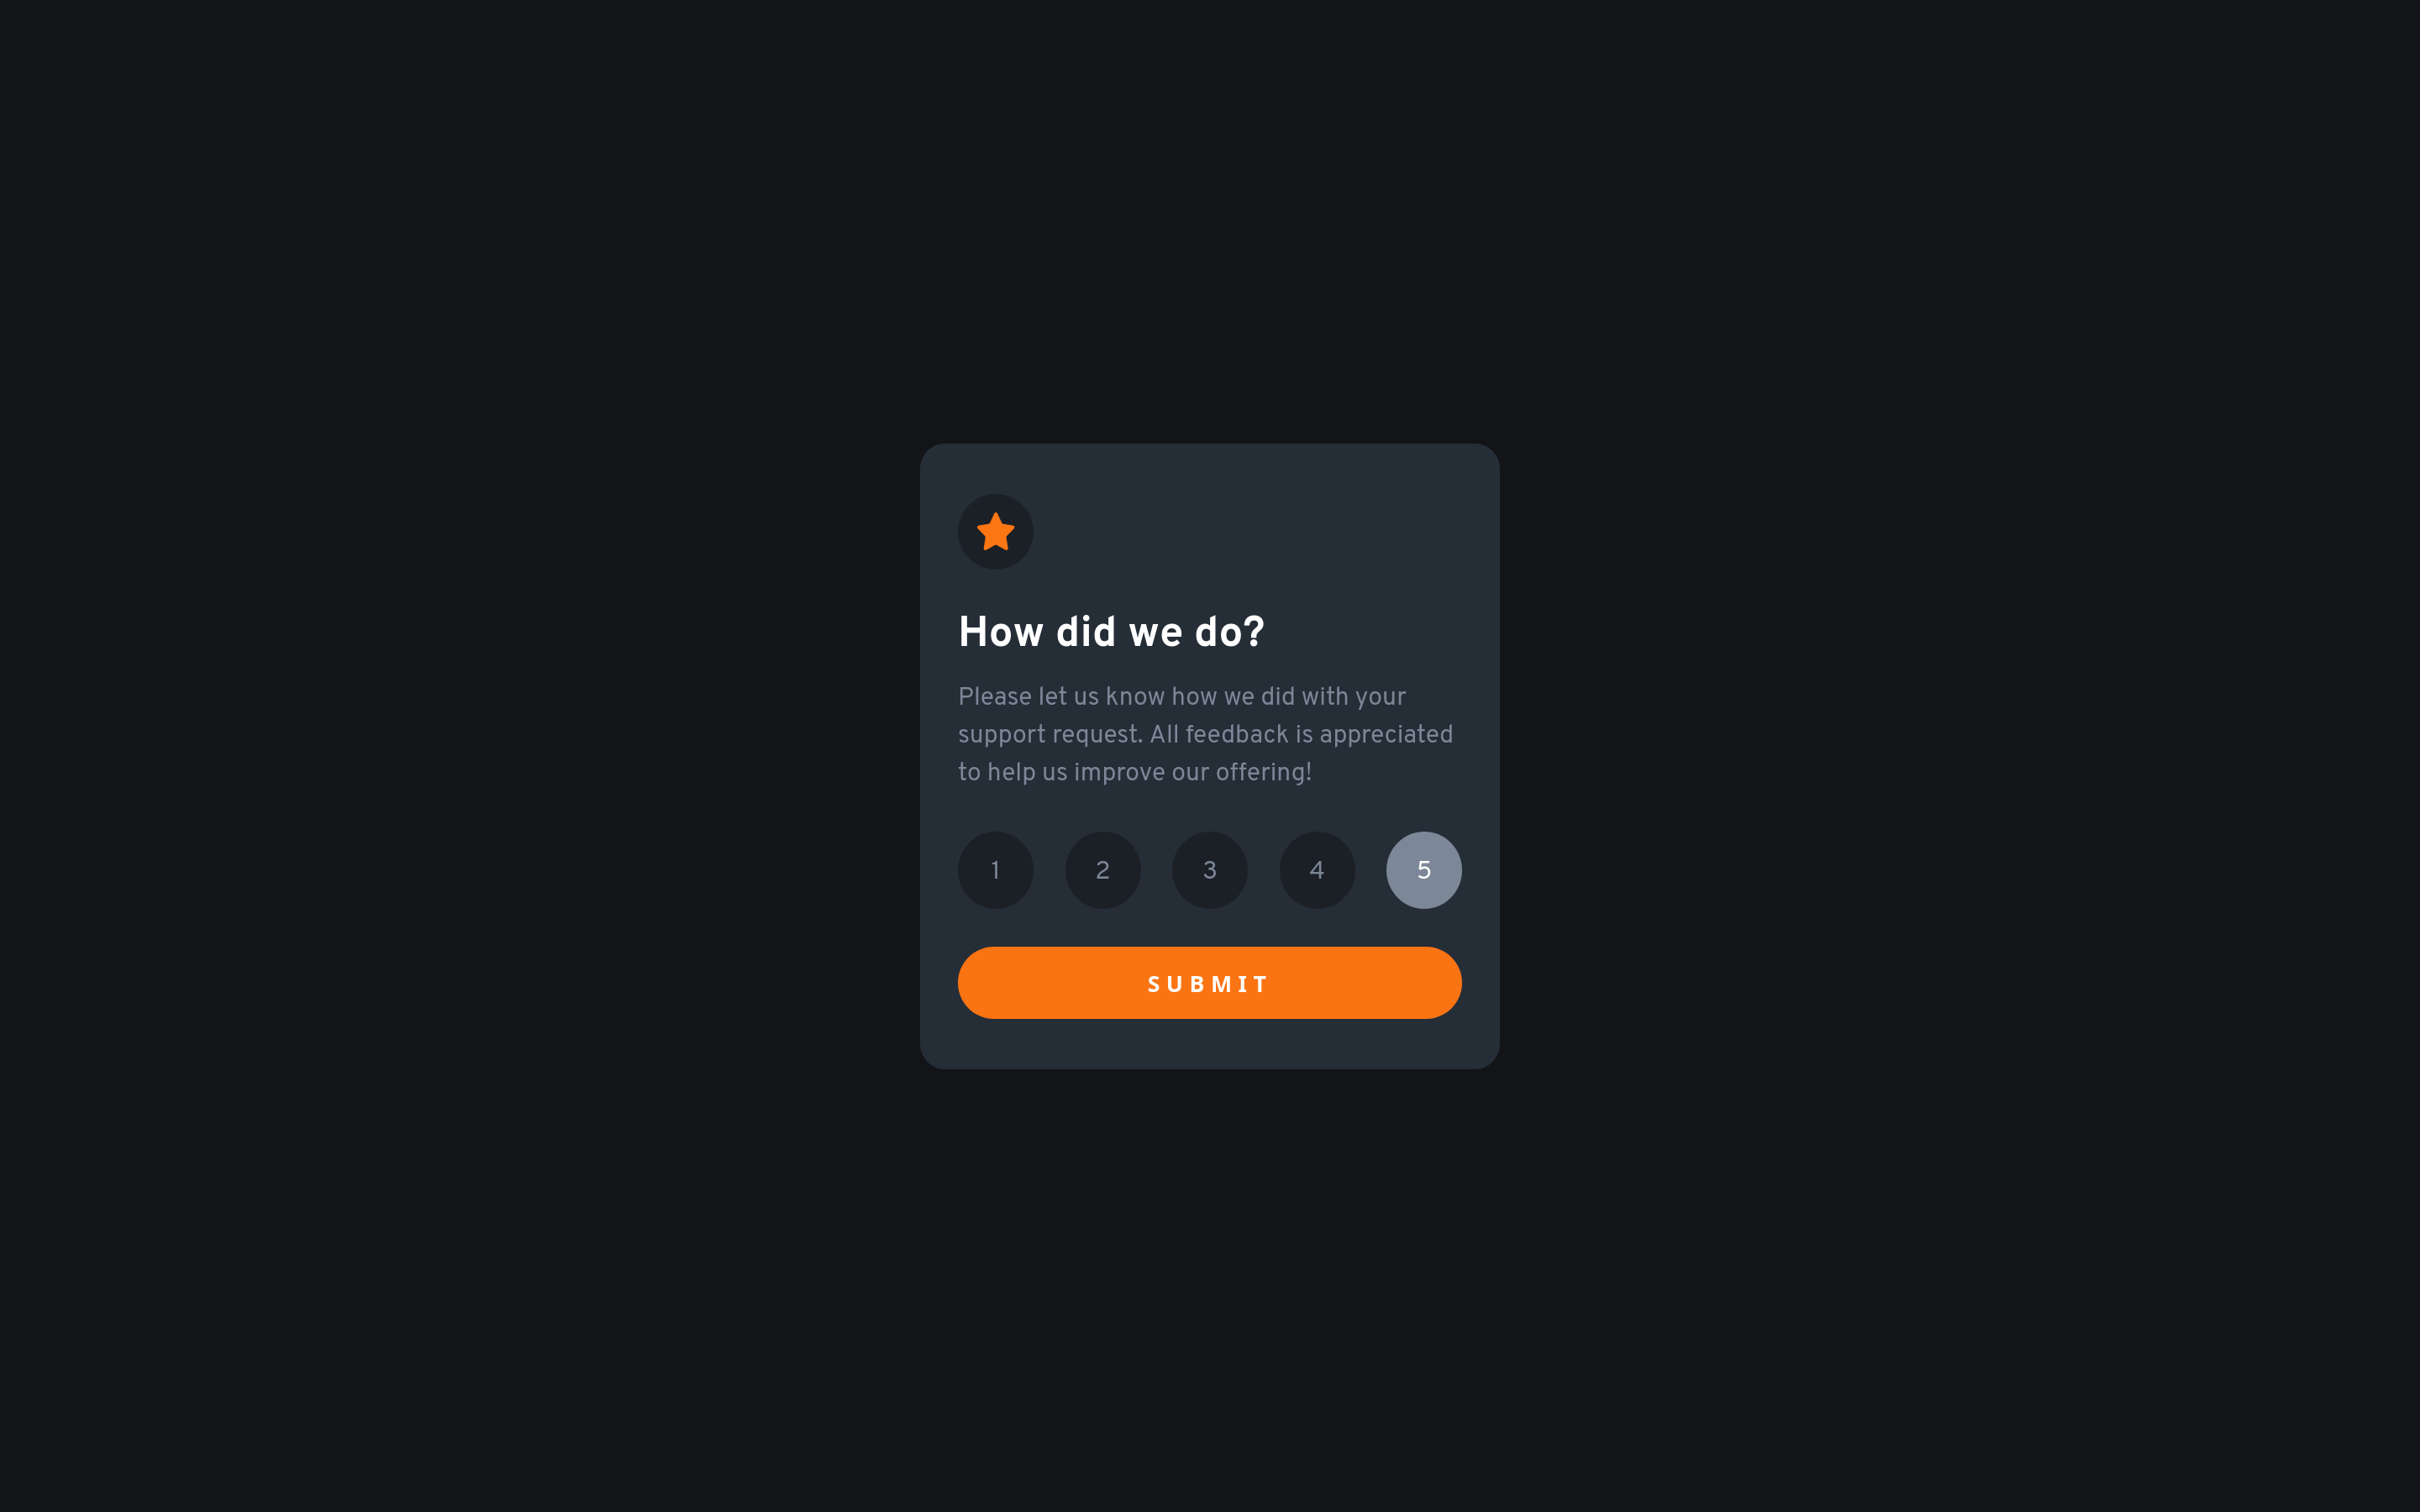 How did we do?
Please let us know how we did with your
support request. All feedback is appreciated
to help us improve our offering!
1 2 3 4 5
SUBMIT